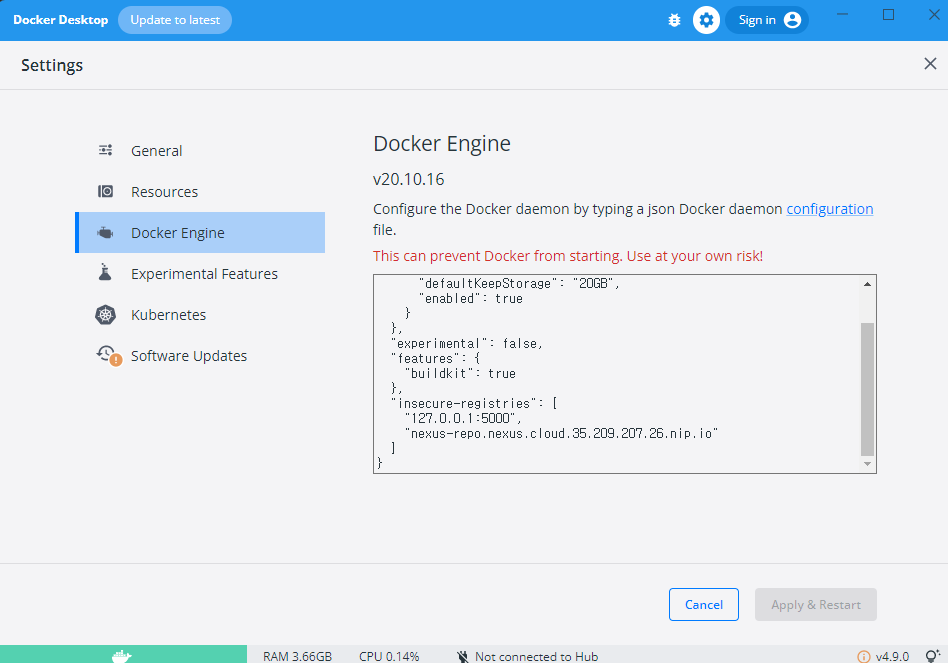 Docker Desktop Update to latest Sign in
Settings
General
Resources
Docker Engine
Experimental Features
Kubernetes
Software Updates
Docker Engine
v20.10.16
Configure the Docker daemon by typing a json Docker daemon configuration
file.
This can prevent Docker from starting. Use at your own risk!
"defaultKeepStorage": "20GB",
"enabled": true
}
},
"experimental": false,
"features": {
"buildkit": true
},
"insecure-registries": [
"127.0.0.1:5000",
"nexus-repo.nexus.cloud.35.209.207.26.nip.io"
]
}
Cancel Apply & Restart
RAM 3.66GB CPU 0.14% Not connected to Hub v4.9.0